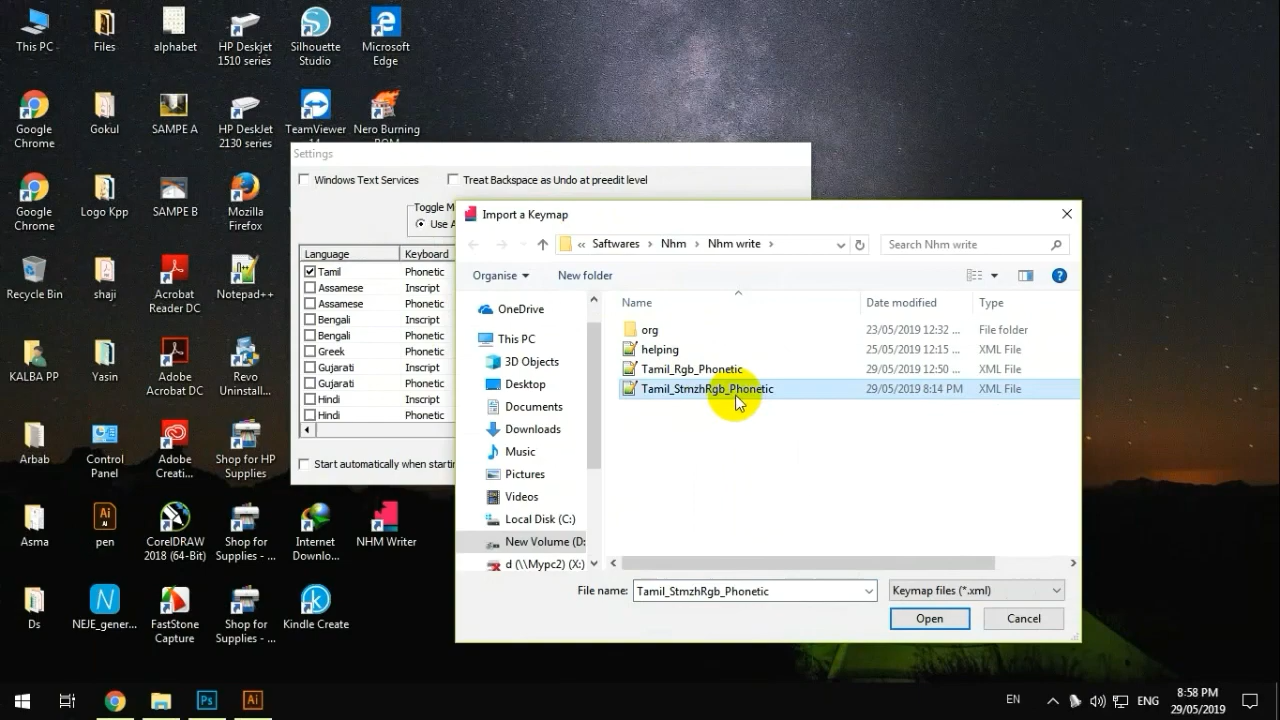 This PC
Files
alphabet
HP Deskjet
1510 series
Silhouette
Studio
Microsoft
Edge
Google
Chrome
Gokul
SAMPE A
HP DeskJet
2130 series
TeamViewer
Nero Burning
Google
Chrome
Logo Kpp
SAMPE B
Mozilla
Firefox
Recycle Bin
shaji
Acrobat
Reader DC
Notepad++
KALBA PP
Yasin
Adobe
Acrobat DC
Revo
Uninstall...
Arbab
Control
Panel
Adobe
Creati...
Shop for HP
Supplies
Asma
Ai
pen
CorelDRAW
2018 (64-Bit)
Shop for
Supplies - ...
Internet
Downlo...
NHM Writer
Ds
NEJE_gener...
FastStone
Capture
Shop for
Supplies - ...
Kindle Create
Settings
Windows Text Services
Treat Backspace as Undo at preedit level
Toggle M
Use A
Language Keyboard
Tamil Phonetic
Assamese Inscript
Assamese Phonetic
Bengali Inscript
Bengali Phonetic
Greek Phonetic
Gujarati Inscript
Gujarati Phonetic
Hindi Inscript
Hindi Phonetic
Start automatically when startin
Import a Keymap
« Saftwares > Nhm > Nhm write >
Search Nhm write
Organise
New folder
OneDrive
This PC
3D Objects
Desktop
Documents
Downloads
Music
Pictures
Videos
Local Disk (C:)
New Volume (D:
d (\\Mypc2) (X:)
Name Date modified Type
org 23/05/2019 12:32 ... File folder
helping 25/05/2019 12:15 ... XML File
Tamil_Rgb_Phonetic 29/05/2019 12:50 ... XML File
Tamil_StmzhRgb_Phonetic 29/05/2019 8:14 PM XML File
File name: Tamil_StmzhRgb_Phonetic
Keymap files (*.xml)
Open
Cancel
Ps
Ai
EN
ENG
8:58 PM
29/05/2019